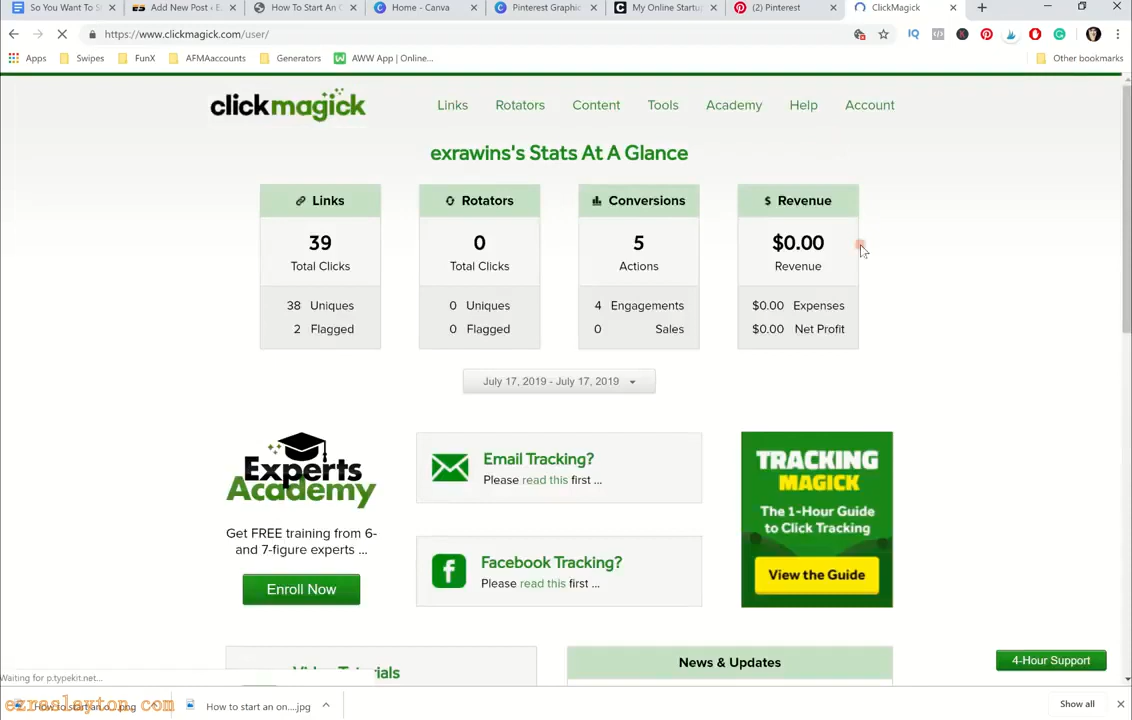 So You Want To S
Add New Post ‹ E
How To Start An O
Home - Canva
Pinterest Graphic
My Online Startup
(2) Pinterest
ClickMagick
https://www.clickmagick.com/user/
Apps
Swipes
FunX
AFMAaccounts
Generators
AWW App | Online...
Other bookmarks
clickmagick
Links
Rotators
Content
Tools
Academy
Help
Account
exrawins's Stats At A Glance
Links
39
Total Clicks
38 Uniques
2 Flagged
Rotators
0
Total Clicks
0 Uniques
0 Flagged
Conversions
5
Actions
4 Engagements
0 Sales
$ Revenue
$0.00
Revenue
$0.00 Expenses
$0.00 Net Profit
July 17, 2019 - July 17, 2019
Experts
Academy
Get FREE training from 6-
and 7-figure experts ...
Enroll Now
Email Tracking?
Please read this first ...
Facebook Tracking?
Please read this first ...
TRACKING
MAGICK
The 1-Hour Guide
to Click Tracking
View the Guide
Video Tutorials
News & Updates
4-Hour Support
Waiting for p.typekit.net...
ezraslayton.com
How to start an on....jpg
Show all